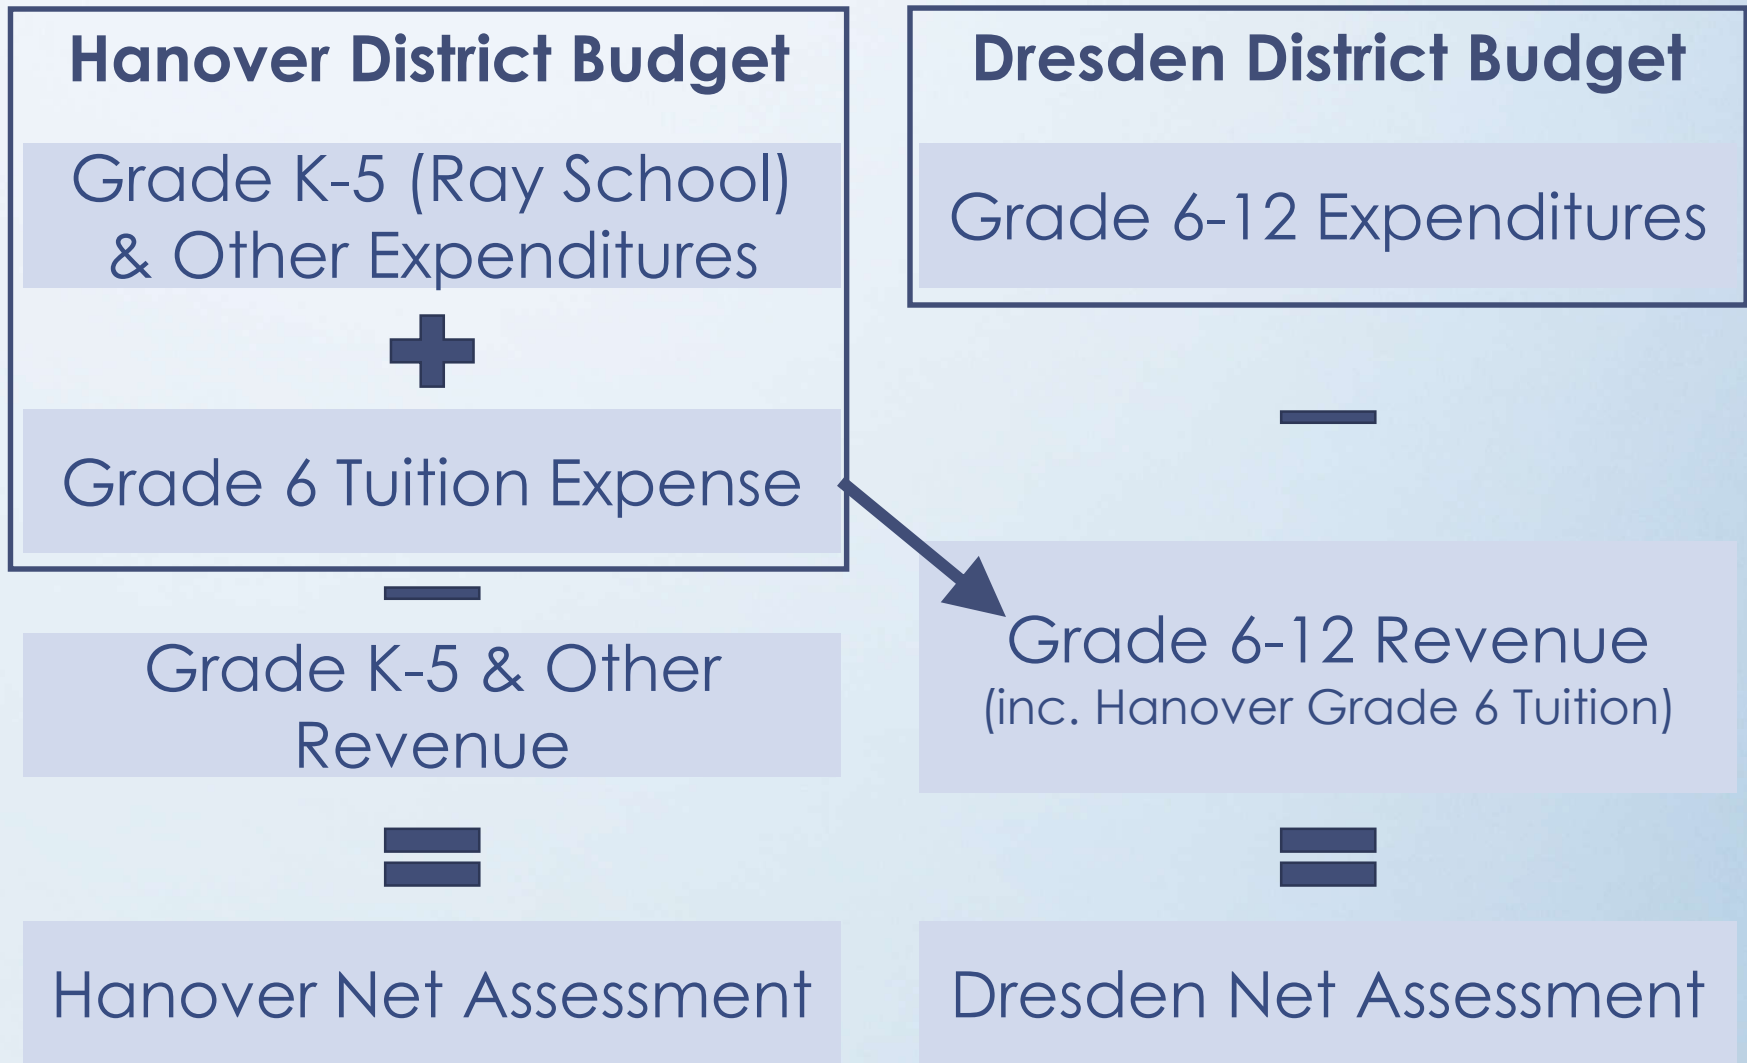 Hanover District Budget
Grade K-5 (Ray School)
& Other Expenditures
Grade 6 Tuition Expense
Grade K-5 & Other
Revenue
Hanover Net Assessment
Dresden District Budget
Grade 6-12 Expenditures
Grade 6-12 Revenue
(inc. Hanover Grade 6 Tuition)
Dresden Net Assessment